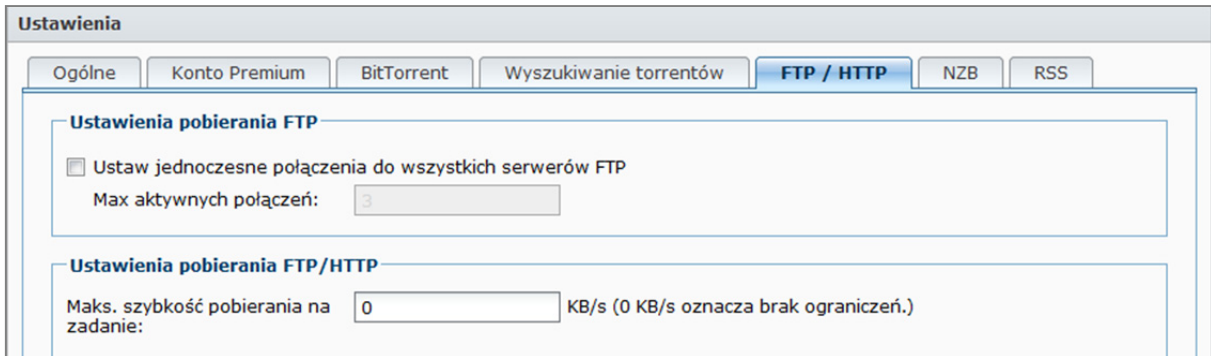 Ustawienia
Ogólne Konto Premium BitTorrent Wyszukiwanie torrentów FTP / HTTP NZB RSS
Ustawienia pobierania FTP
Ustaw jednoczesne połączenia do wszystkich serwerów FTP
Max aktywnych połączeń: 3
Ustawienia pobierania FTP/HTTP
Maks. szybkość pobierania na 0 KB/s (0 KB/s oznacza brak ograniczeń.)
zadanie: